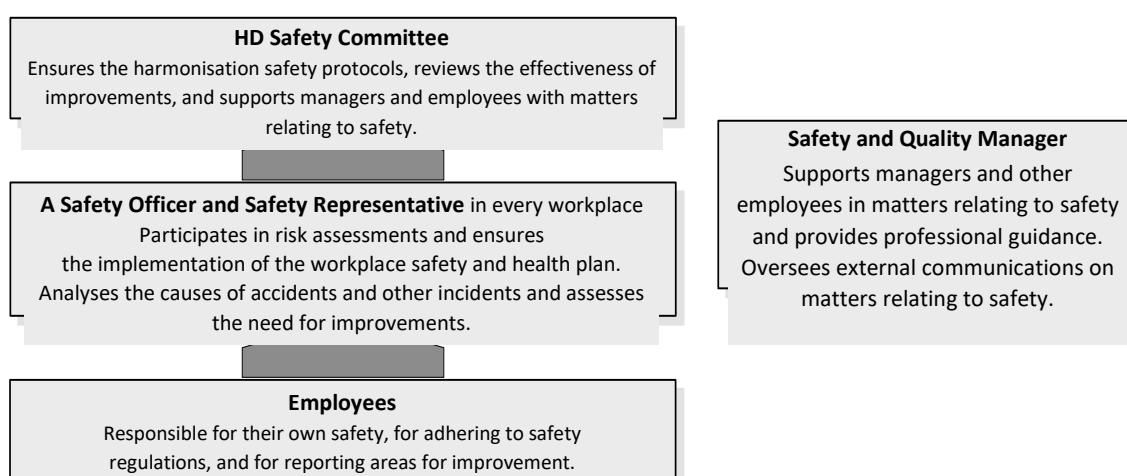 HD Safety Committee
Ensures the harmonisation safety protocols, reviews the effectiveness of
improvements, and supports managers and employees with matters
relating to safety.
A Safety Officer and Safety Representative in every workplace
Participates in risk assessments and ensures
the implementation of the workplace safety and health plan.
Analyses the causes of accidents and other incidents and assesses
the need for improvements.
Employees
Responsible for their own safety, for adhering to safety
regulations, and for reporting areas for improvement.
Safety and Quality Manager
Supports managers and other
employees in matters relating to safety
and provides professional guidance.
Oversees external communications on
matters relating to safety.